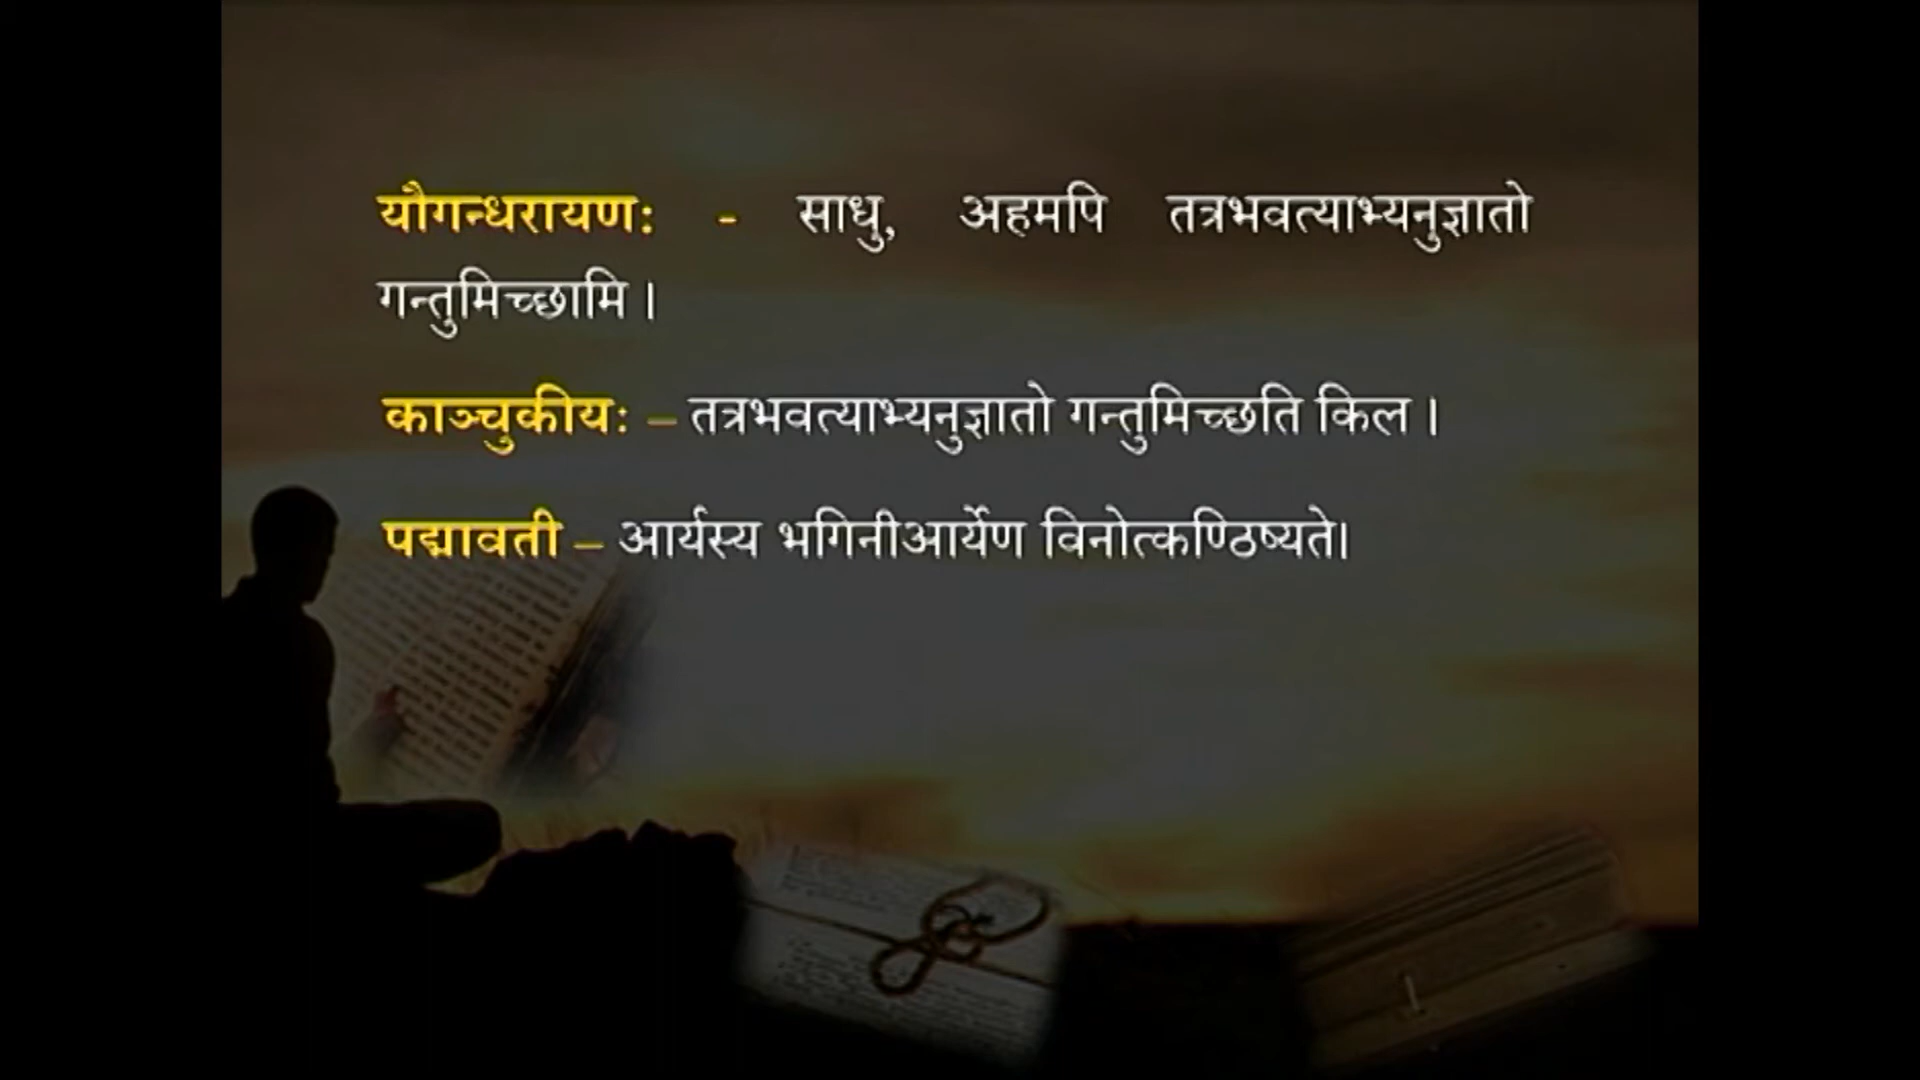 यौगन्धरायणः - साधु, अहमपि तत्रभवत्याभ्यनुज्ञातो
गन्तुमिच्छामि ।
काञ्चुकीयः – तत्रभवत्याभ्यनुज्ञातो गन्तुमिच्छति किल ।
पद्मावती – आर्यस्य भगिनीआर्येण विनोत्कण्ठिष्यते।